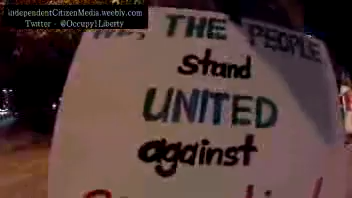 independentCitizenMedia.weebly.com
Twitter - @Occupy1Liberty
THE PEOPLE
stand
UNITED
against